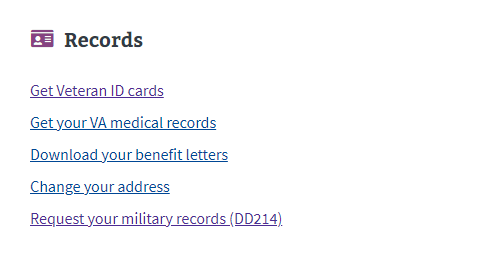 Records
Get Veteran ID cards
Get your VA medical records
Download your benefit letters
Change your address
Request your military records (DD214)